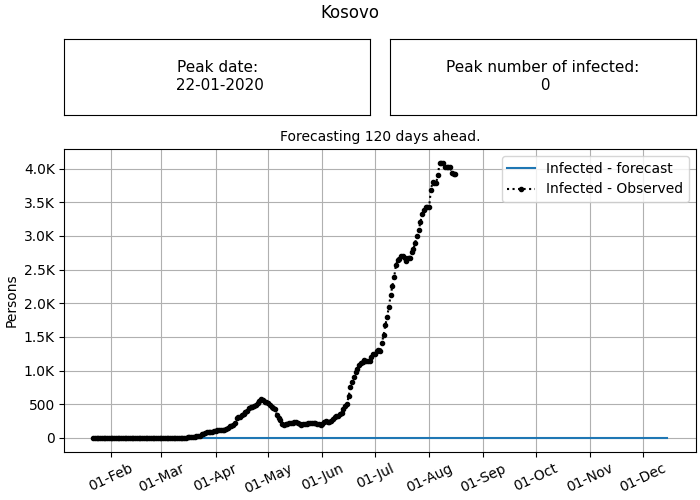 Kosovo
Peak date:
22-01-2020
Peak number of infected:
0
Forecasting 120 days ahead.
Infected - forecast
Infected - Observed
Persons
4.0K
3.5K
3.0K
2.5K
2.0K
1.5K
1.0K
500
0
01-Feb
01-Mar
01-Apr
01-May
01-Jun
01-Jul
01-Aug
01-Sep
01-Oct
01-Nov
01-Dec